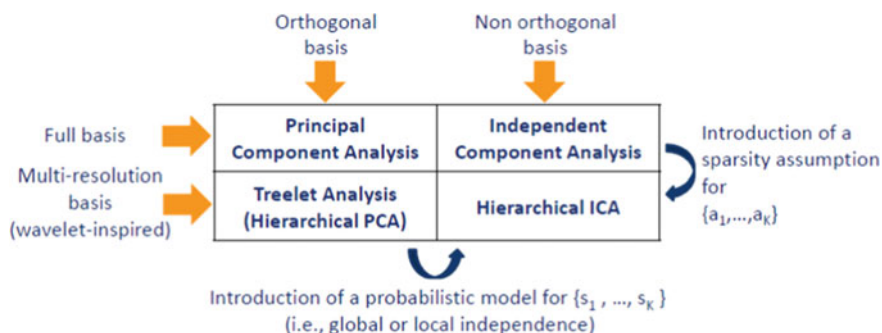 Orthogonal
basis
Non orthogonal
basis
Full basis
Principal
Component Analysis
Independent
Component Analysis
Introduction of a
sparsity assumption
for
{a₁,...,aₖ}
Multi-resolution
basis
(wavelet-inspired)
Treelet Analysis
(Hierarchical PCA)
Hierarchical ICA
Introduction of a probabilistic model for {s₁ , ..., sₖ }
(i.e., global or local independence)